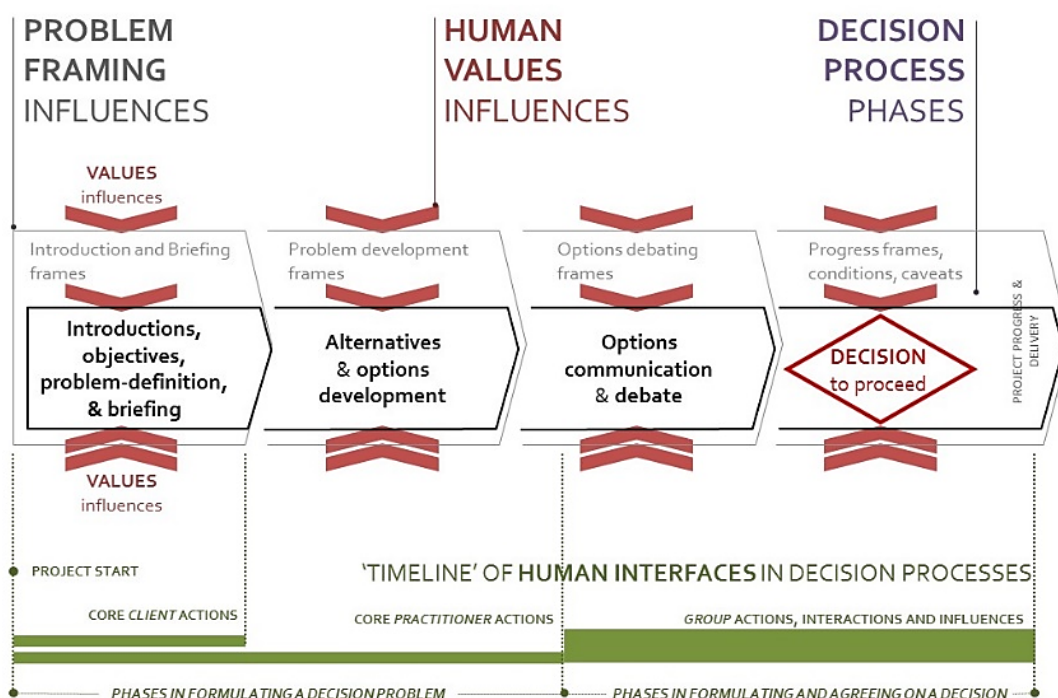 PROBLEM
FRAMING
INFLUENCES
HUMAN
VALUES
INFLUENCES
DECISION
PROCESS
PHASES
VALUES
influences
Introduction and Briefing
frames
Problem development
frames
Options debating
frames
Progress frames,
conditions, caveats
Introductions,
objectives,
problem-definition,
& briefing
Alternatives
& options
development
Options
communication
& debate
DECISION
to proceed
PROJECT PROGRESS &
DELIVERY
VALUES
influences
PROJECT START
'TIMELINE' OF HUMAN INTERFACES IN DECISION PROCESSES
CORE CLIENT ACTIONS
CORE PRACTITIONER ACTIONS
GROUP ACTIONS, INTERACTIONS AND INFLUENCES
PHASES IN FORMULATING A DECISION PROBLEM
PHASES IN FORMULATING AND AGREEING ON A DECISION